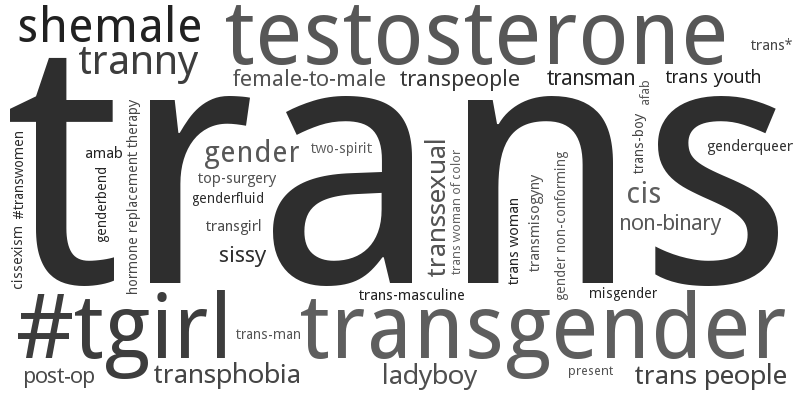 shemale
testosterone
tranny
trans*
female-to-male
transpeople
transman
trans youth
trans
afab
#transwomen
cissexism
amab
genderbend
hormone replacement therapy
gender
two-spirit
top-surgery
genderfluid
transgirl
sissy
transsexual
trans woman of color
trans woman
transmisogyny
gender non-conforming
trans-boy
genderqueer
cis
non-binary
trans-masculine
misgender
#tgirl
trans-man
transgender
post-op
transphobia
ladyboy
present
trans people